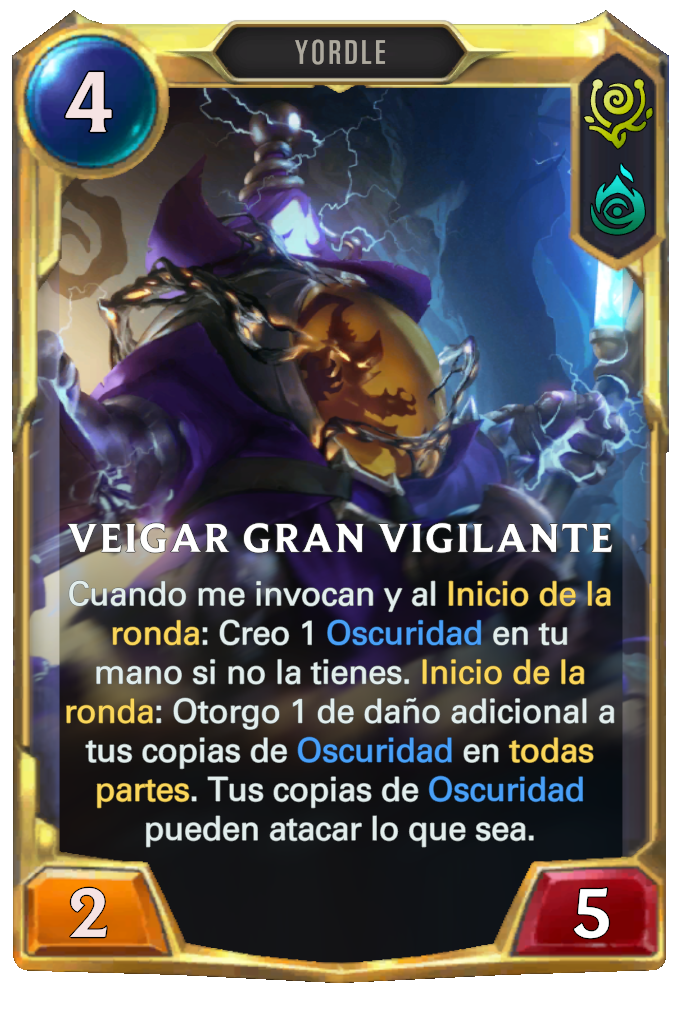 YORDLE
4
VEIGAR GRAN VIGILANTE
Cuando me invocan y al Inicio de la
ronda: Creo 1 Oscuridad en tu
mano si no la tienes. Inicio de la
ronda: Otorgo 1 de daño adicional a
tus copias de Oscuridad en todas
partes. Tus copias de Oscuridad
pueden atacar lo que sea.
2
5